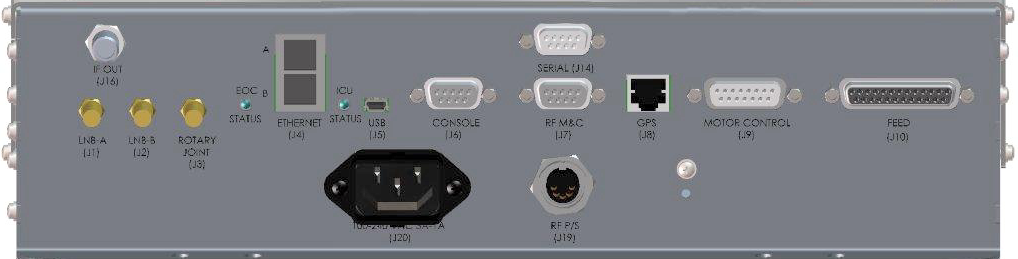 IF OUT
(J16)
LNB-A
(J1)
LNB-B
(J2)
ROTARY
JOINT
(J3)
EOC
STATUS
A
B
ETHERNET
(J4)
ICU
STATUS
USB
(J5)
CONSOLE
(J6)
SERIAL (J14)
RF M&C
(J7)
GPS
(J8)
MOTOR CONTROL
(J9)
FEED
(J10)
(J20)
RF P/S
(J19)